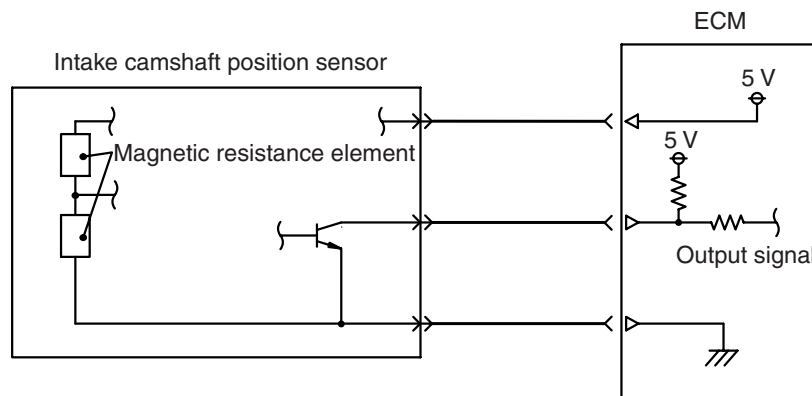 ECM
Intake camshaft position sensor
5 V
5 V
Magnetic resistance element
Output signal